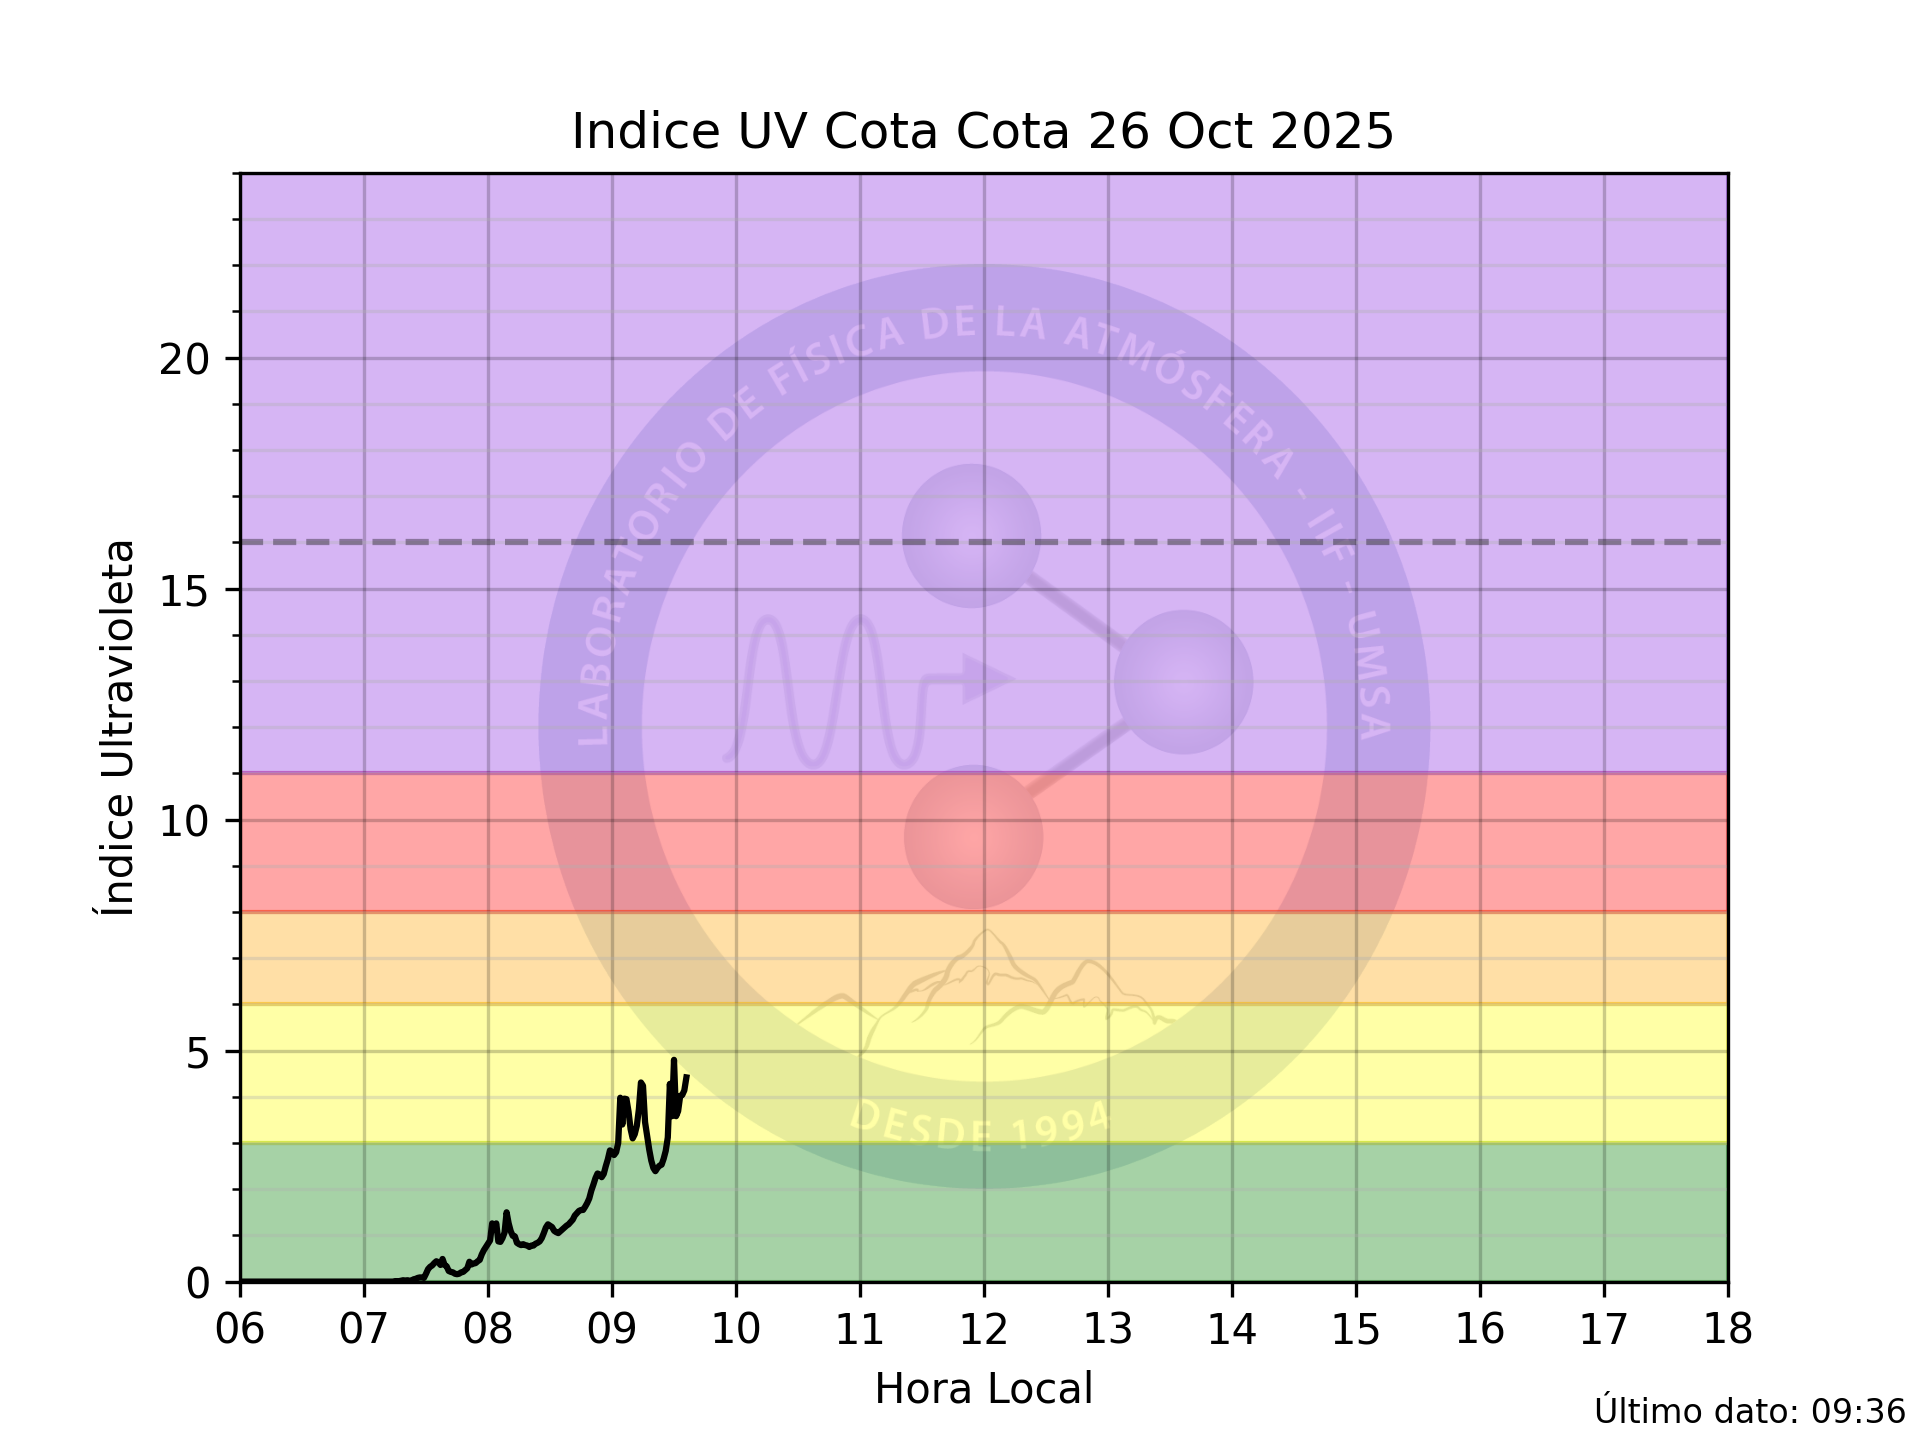 Indice UV Cota Cota 26 Oct 2025
LABORATORIO DE FÍSICA DE LA ATMÓSFERA - IIF - UMSA
DESDE 1994
Índice Ultravioleta
20
15
10
5
0
06 07 08 09 10 11 12 13 14 15 16 17 18
Hora Local
Último dato: 09:36